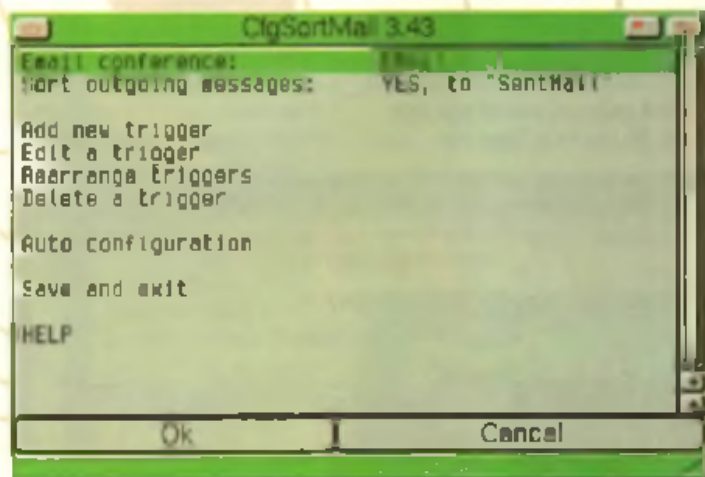 CfgSortMail 3.43
Email conference: EMail
Sort outgoing messages: YES, to "SentMail"
Add new trigger
Edit a trigger
Rearrange triggers
Delete a trigger
Auto configuration
Save and exit
HELP
Ok Cancel